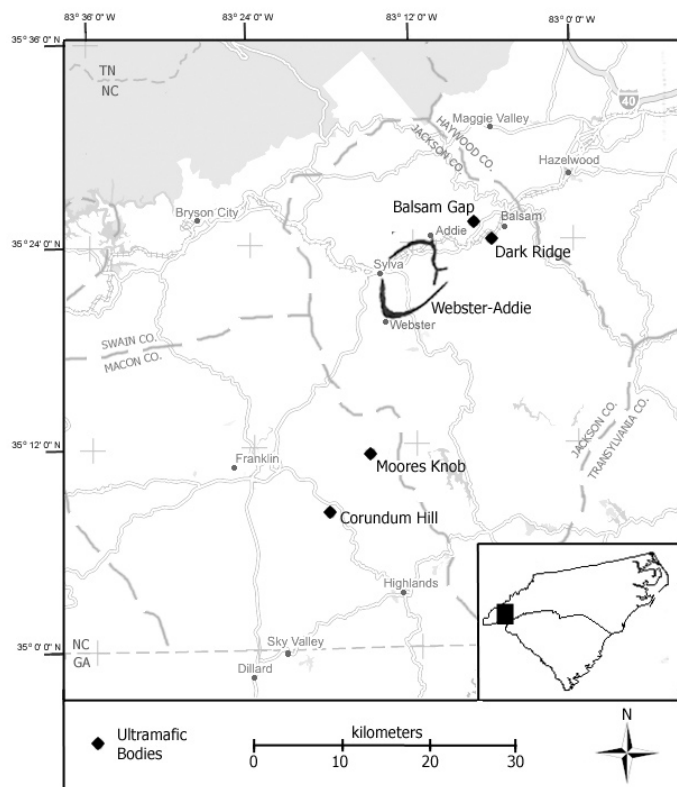 83° 36' 0" W
83° 24' 0" W
83° 12' 0" W
83° 0' 0" W
35° 36' 0" N
TN
NC
40
HAYWOOD CO.
JACKSON CO.
Maggie Valley
Hazelwood
Bryson City
Balsam Gap
Balsam
Addie
Dark Ridge
35° 24' 0" N
Sylva
Webster-Addie
Webster
SWAIN CO.
MACON CO.
JACKSON CO.
TRANSYLVANIA CO.
35° 12' 0" N
Franklin
Moores Knob
Corundum Hill
Highlands
35° 0' 0" N
NC
GA
Sky Valley
Dillard
N
Ultramafic
Bodies
kilometers
0 10 20 30